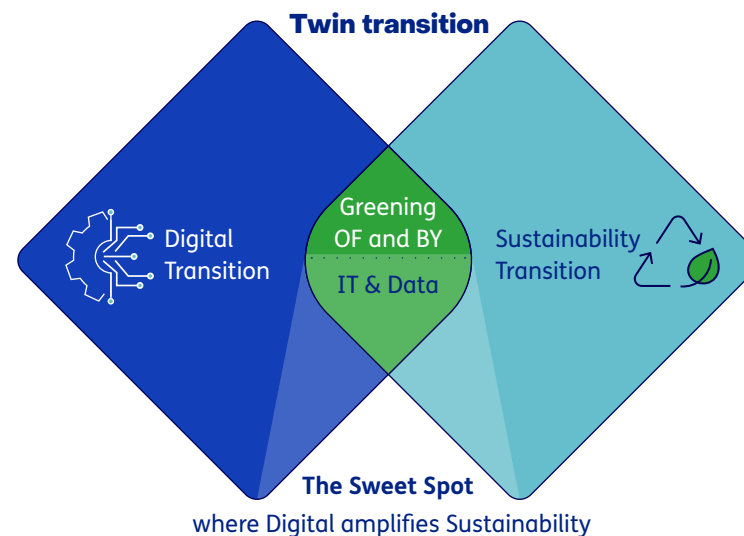 Twin transition
Digital
Transition
Greening
OF and BY
IT & Data
Sustainability
Transition
The Sweet Spot
where Digital amplifies Sustainability